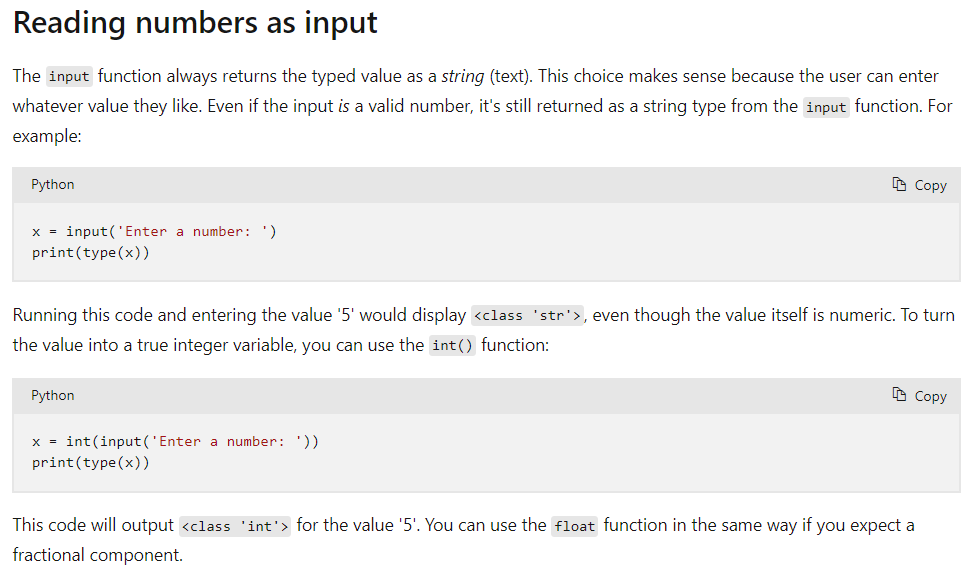 Reading numbers as input
The input function always returns the typed value as a string (text). This choice makes sense because the user can enter
whatever value they like. Even if the input is a valid number, it's still returned as a string type from the input function. For
example:
Python Copy
x = input('Enter a number: ')
print(type(x))
Running this code and entering the value '5' would display <class 'str'>, even though the value itself is numeric. To turn
the value into a true integer variable, you can use the int() function:
Python Copy
x = int(input('Enter a number: '))
print(type(x))
This code will output <class 'int'> for the value '5'. You can use the float function in the same way if you expect a
fractional component.